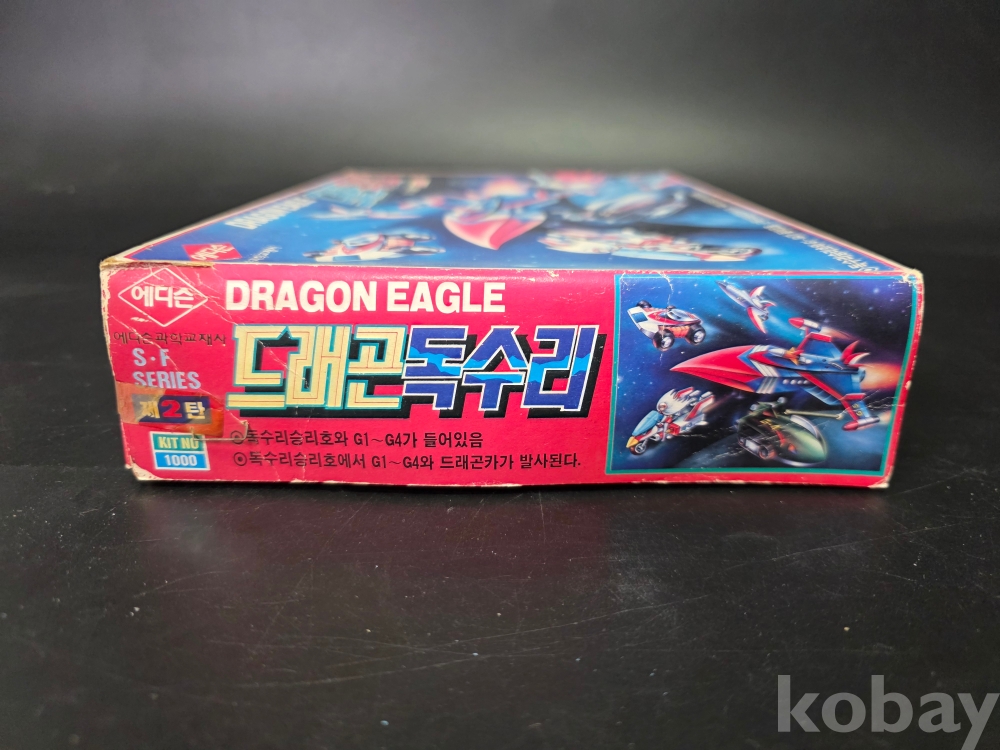 에디슨
에디슨과학교재사
S·F
SERIES
제2탄
KIT NO
1000
DRAGON EAGLE
드래곤독수리
◉독수리승리호와 G1~G4가 들어있음
◉독수리승리호에서 G1~G4와 드래곤카가 발사된다.
kobay